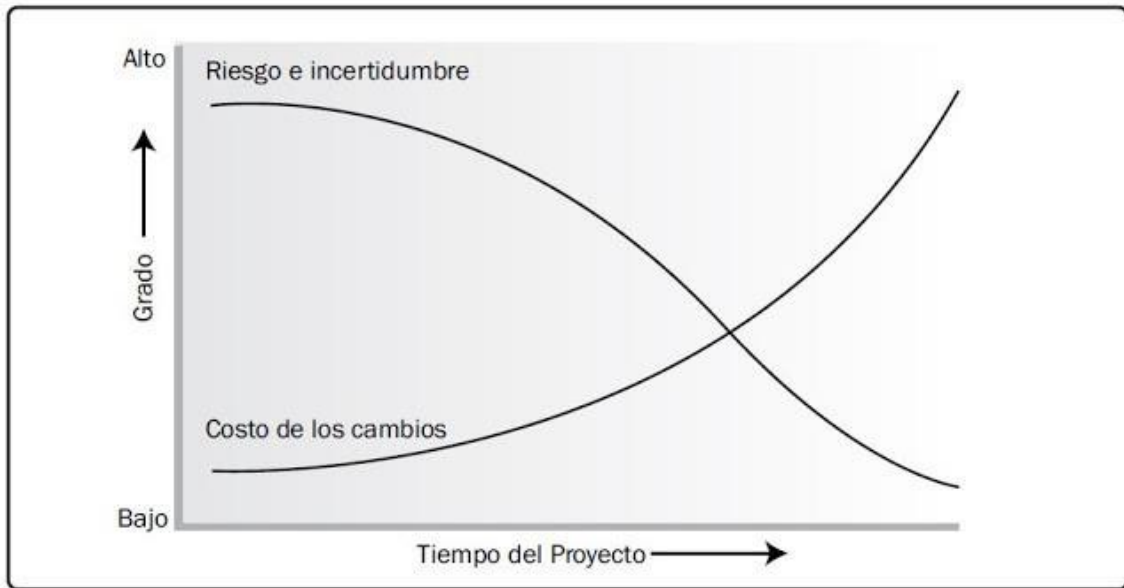 Alto
Riesgo e incertidumbre
Grado
Costo de los cambios
Bajo
Tiempo del Proyecto